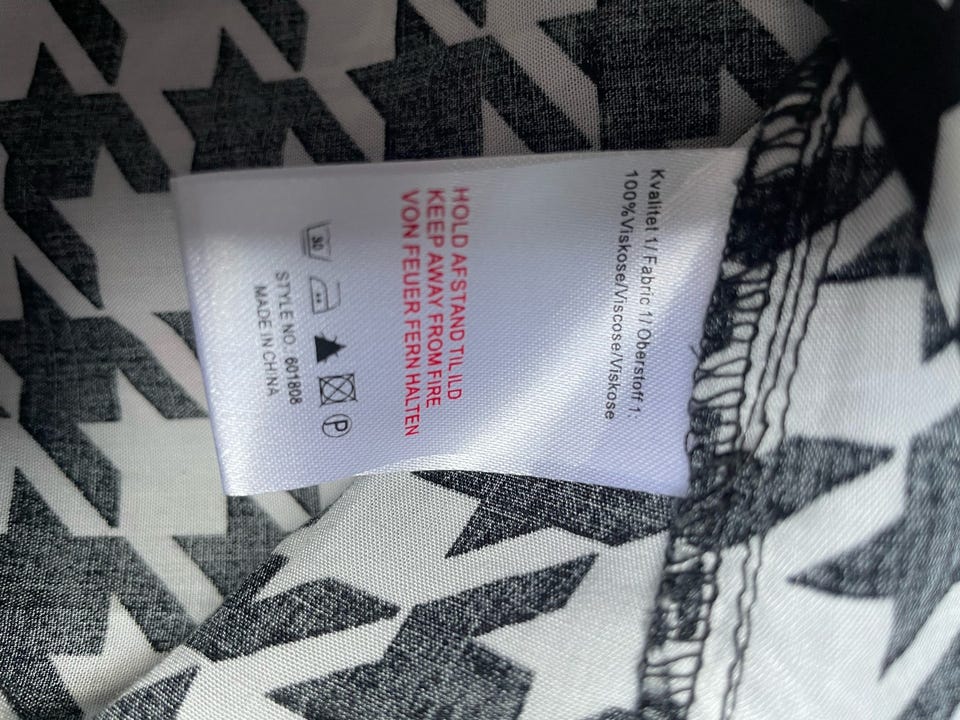 Kvalitet 1/ Fabric 1/ Oberstoff 1.
100%Viskose/Viscose/Viskose
HOLD AFSTAND TIL ILD
KEEP AWAY FROM FIRE
VON FEUER FERN HALTEN
30 P
STYLE NO. 601808
MADE IN CHINA